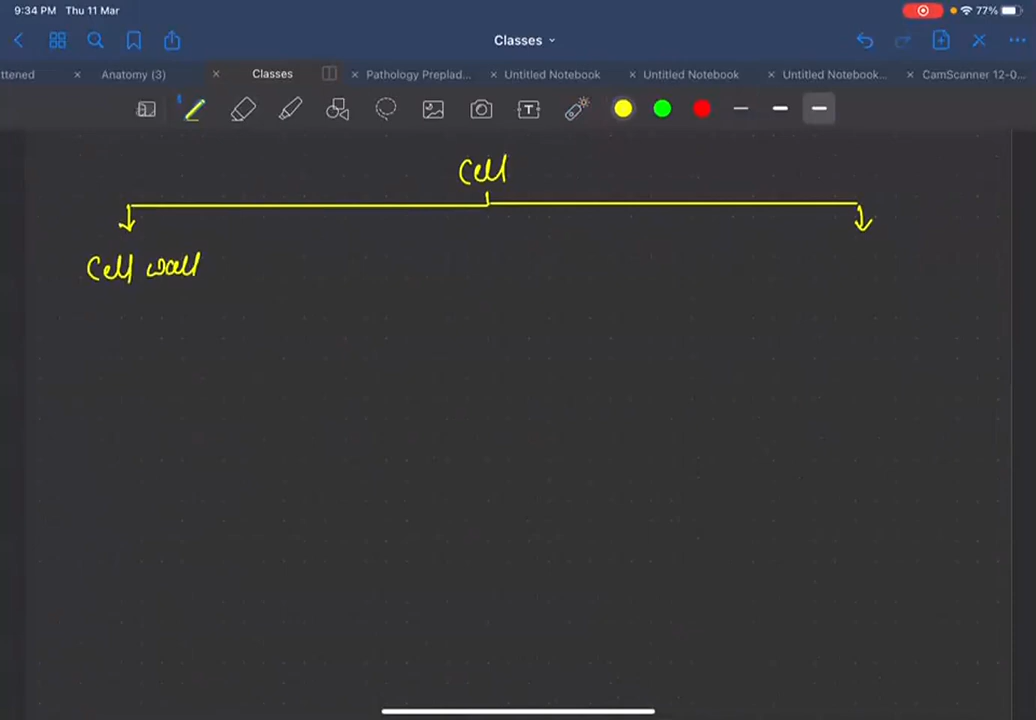 9:34 PM Thu 11 Mar
77%
Classes
ttened
Anatomy (3)
Classes
Pathology Preplad...
Untitled Notebook
Untitled Notebook
Untitled Notebook...
CamScanner 12-0...
T
Cell
Cell wall